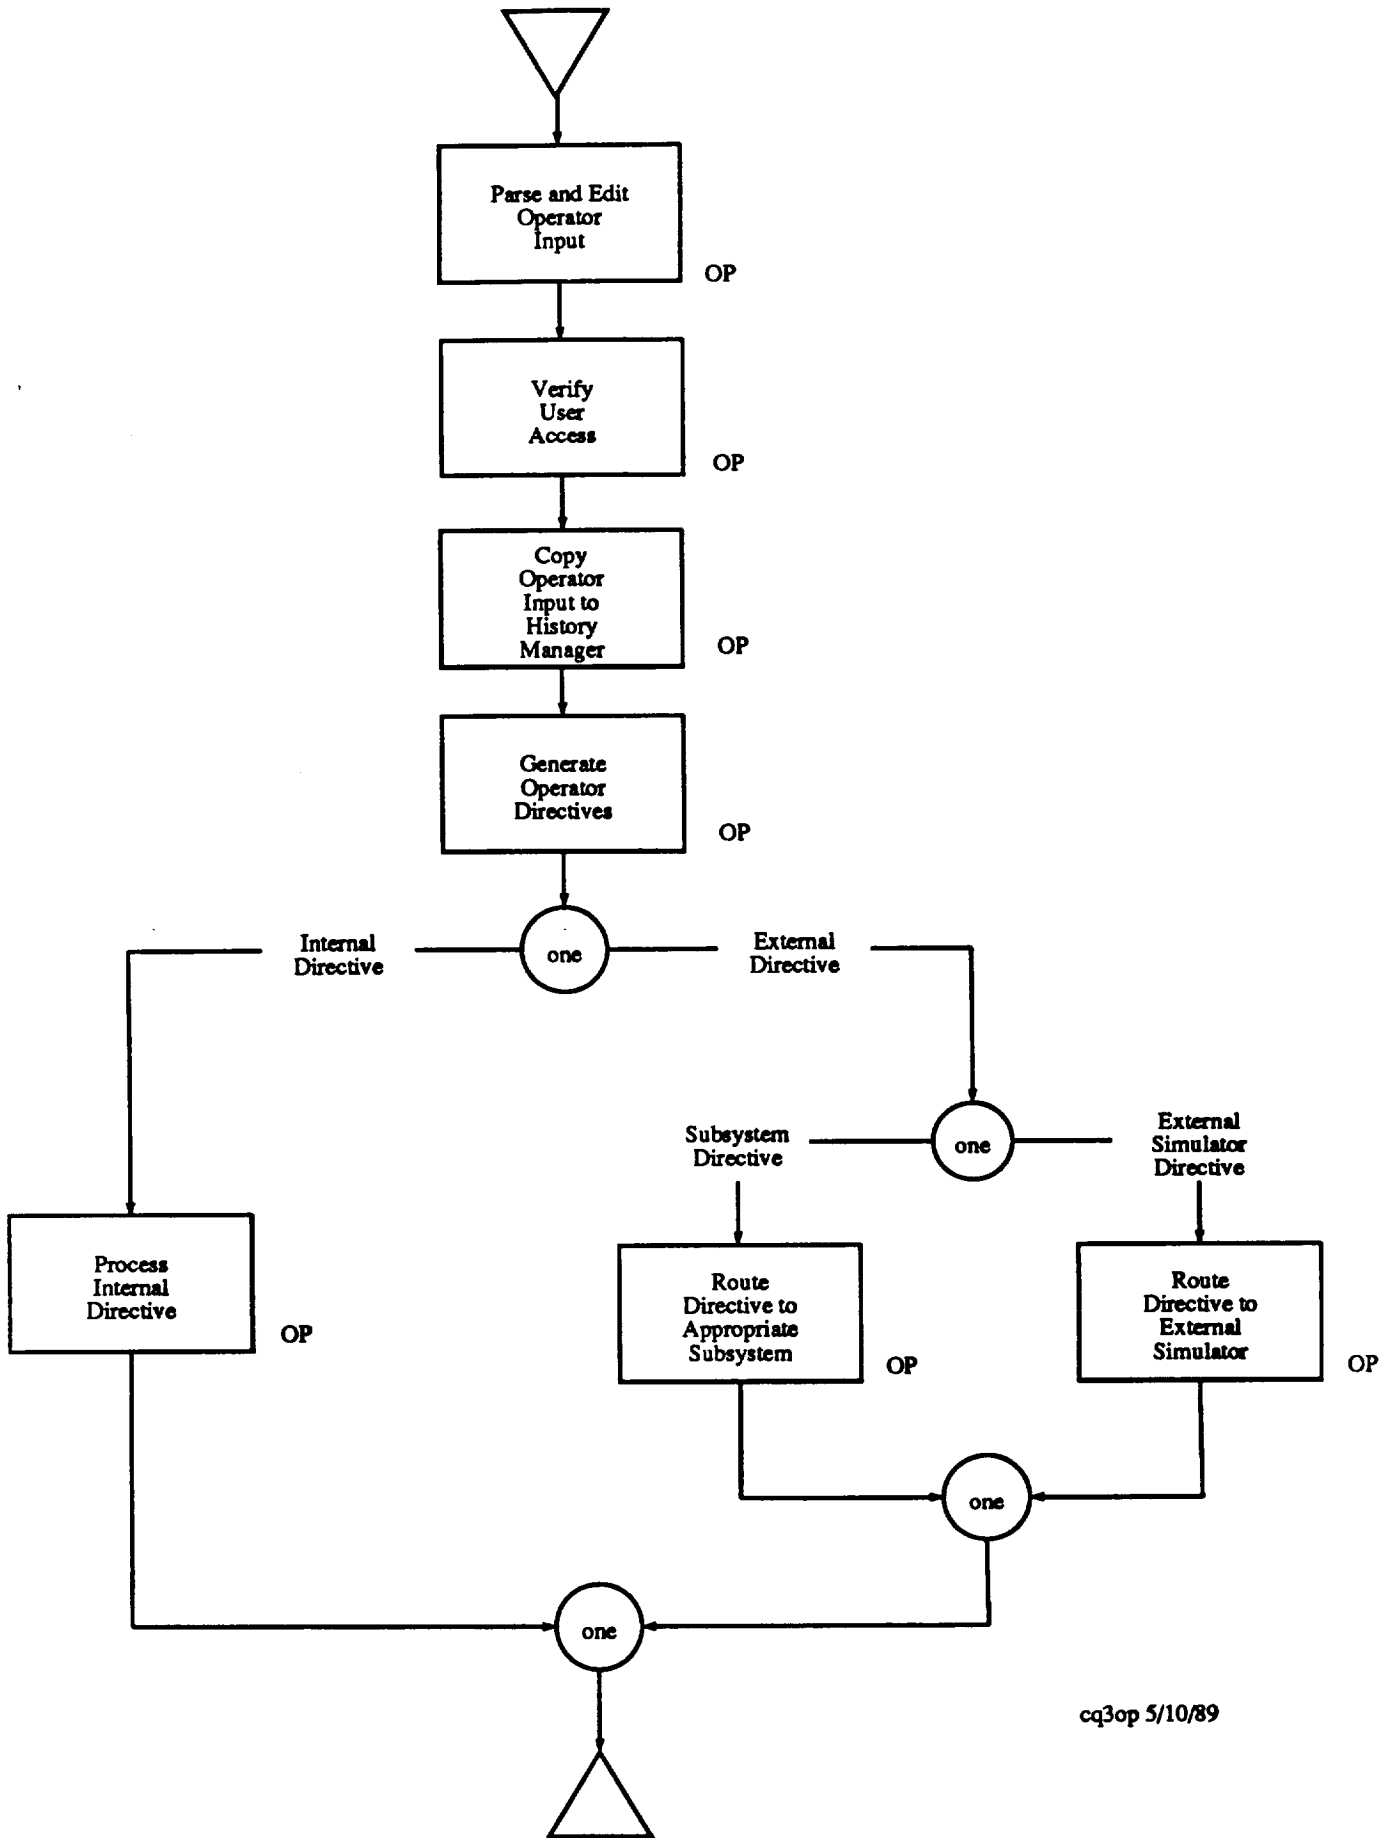 Parse and Edit
Operator
Input
OP
Verify
User
Access
OP
Copy
Operator
Input to
History
Manager
OP
Generate
Operator
Directives
OP
Internal
Directive
one
External
Directive
Subsystem
Directive
one
External
Simulator
Directive
Process
Internal
Directive
OP
Route
Directive to
Appropriate
Subsystem
OP
Route
Directive to
External
Simulator
OP
one
one
cq3op 5/10/89